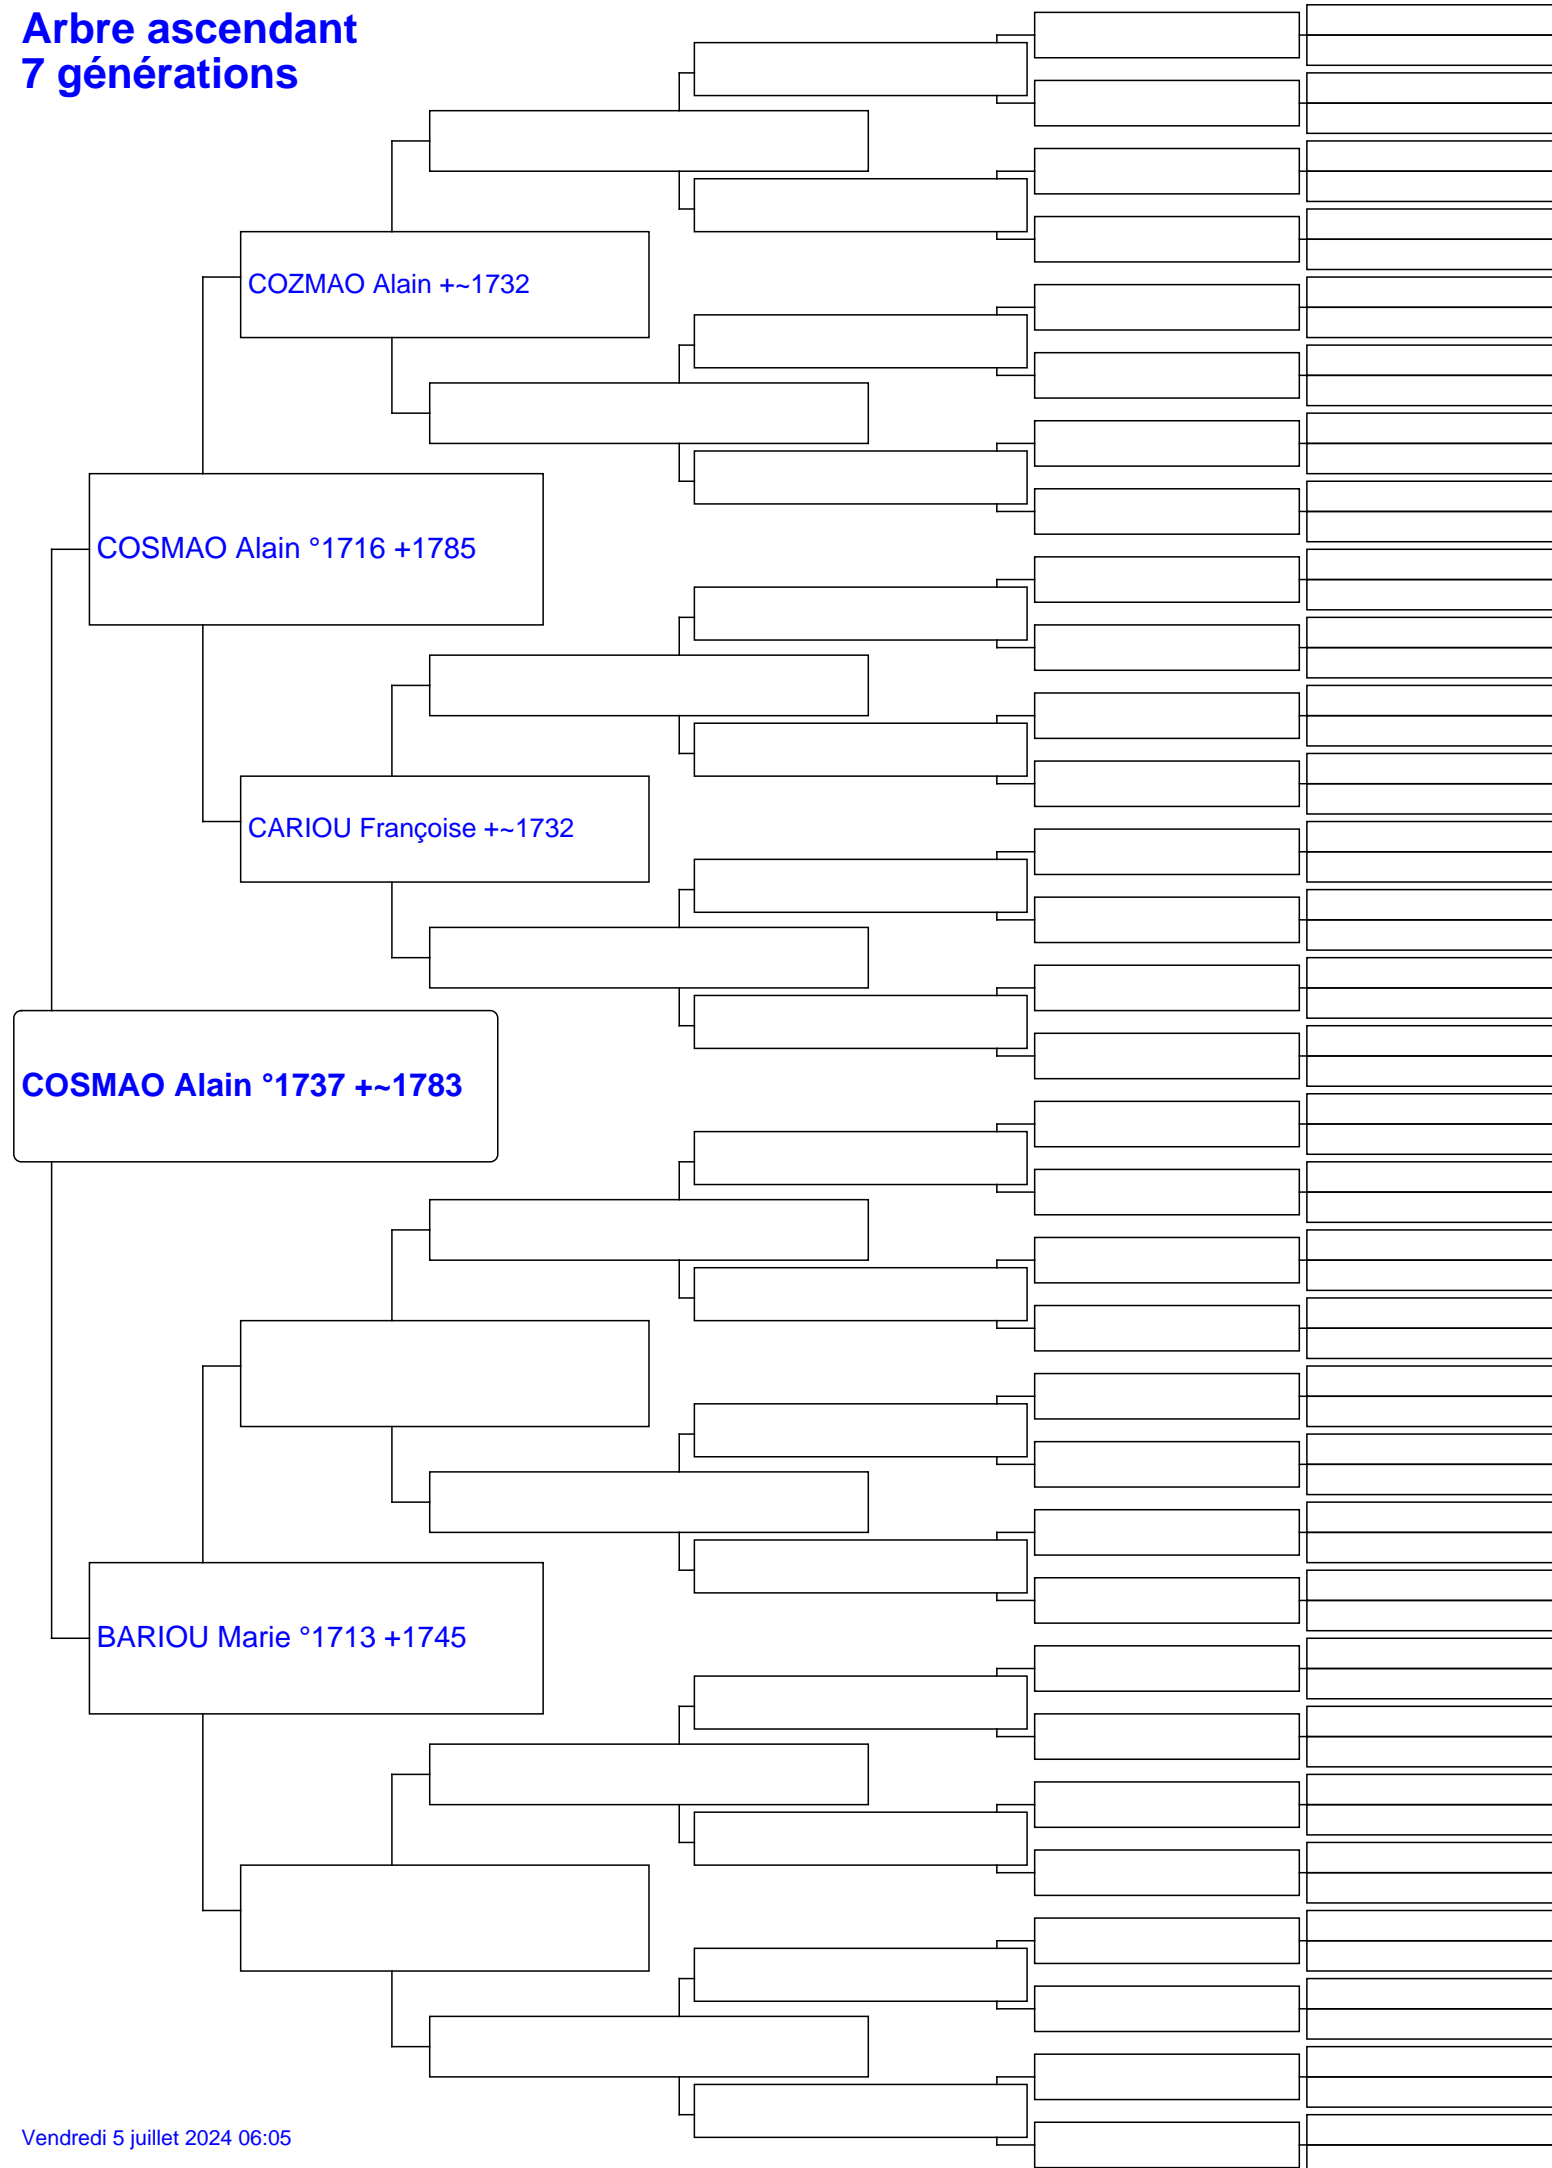 Arbre ascendant
7 générations
COZMAO Alain +~1732
COSMAO Alain °1716 +1785
CARIOU Françoise +~1732
COSMAO Alain °1737 +~1783
BARIOU Marie °1713 +1745
Vendredi 5 juillet 2024 06:05